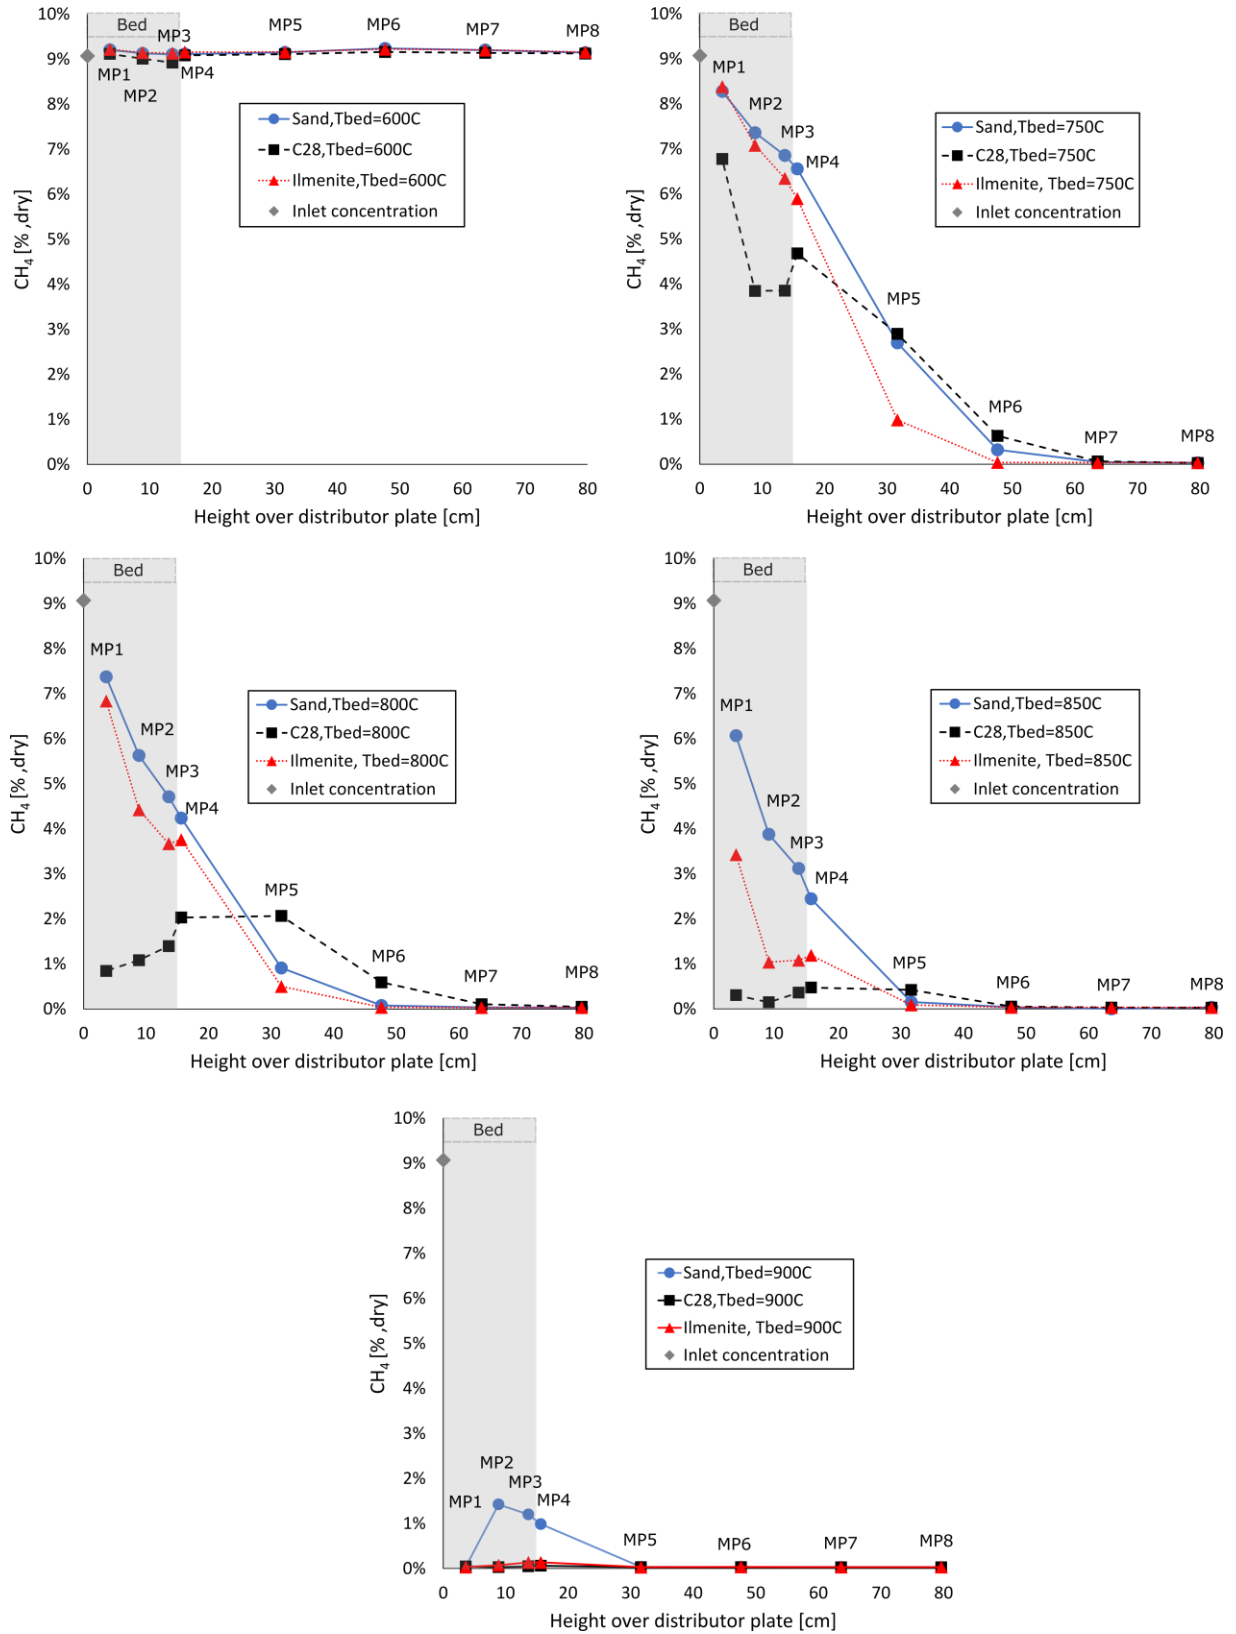 10%
9%
8%
7%
6%
5%
4%
3%
2%
1%
0%
CH4 [% ,dry]
Bed
MP1
MP2
MP3
MP4
MP5
MP6
MP7
MP8
Sand,Tbed=600C
C28,Tbed=600C
Ilmenite,Tbed=600C
Inlet concentration
0 10 20 30 40 50 60 70 80
Height over distributor plate [cm]
10%
9%
8%
7%
6%
5%
4%
3%
2%
1%
0%
CH4 [% ,dry]
Bed
MP1
MP2
MP3
MP4
MP5
MP6
MP7
MP8
Sand,Tbed=750C
C28,Tbed=750C
Ilmenite, Tbed=750C
Inlet concentration
0 10 20 30 40 50 60 70 80
Height over distributor plate [cm]
10%
9%
8%
7%
6%
5%
4%
3%
2%
1%
0%
CH4 [% ,dry]
Bed
MP1
MP2
MP3
MP4
MP5
MP6
MP7
MP8
Sand,Tbed=800C
C28,Tbed=800C
Ilmenite, Tbed=800C
Inlet concentration
0 10 20 30 40 50 60 70 80
Height over distributor plate [cm]
10%
9%
8%
7%
6%
5%
4%
3%
2%
1%
0%
CH4 [% ,dry]
Bed
MP1
MP2
MP3
MP4
MP5
MP6
MP7
MP8
Sand,Tbed=850C
C28,Tbed=850C
Ilmenite, Tbed=850C
Inlet concentration
0 10 20 30 40 50 60 70 80
Height over distributor plate [cm]
10%
9%
8%
7%
6%
5%
4%
3%
2%
1%
0%
CH4 [% ,dry]
Bed
MP1
MP2
MP3
MP4
MP5
MP6
MP7
MP8
Sand,Tbed=900C
C28,Tbed=900C
Ilmenite, Tbed=900C
Inlet concentration
0 10 20 30 40 50 60 70 80
Height over distributor plate [cm]